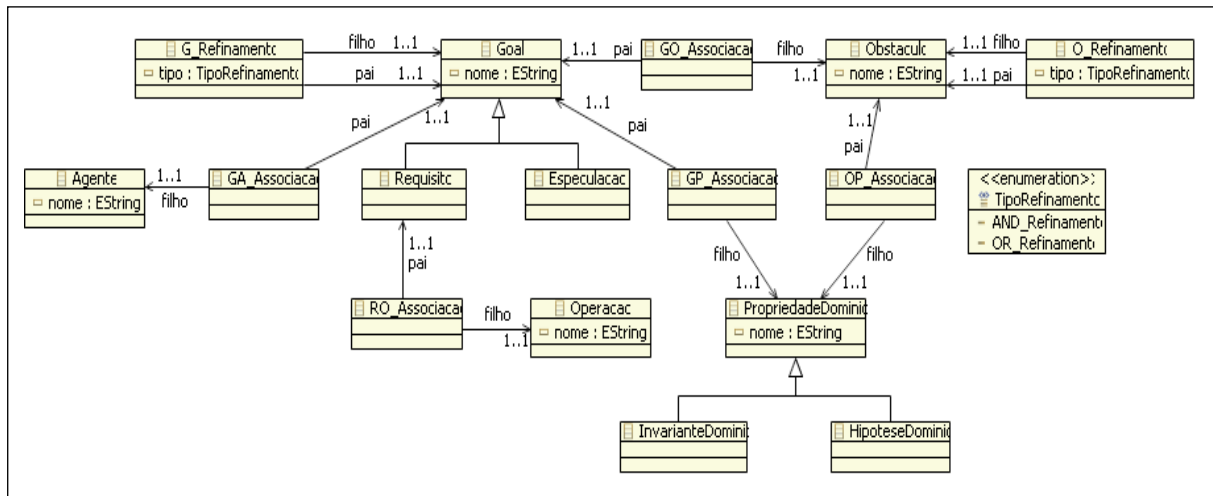 G_Refinamento
tipo : TipoRefinamento
filho 1..1
pai 1..1
Goal
nome : EString
1..1 pai
GO_Associacao
filho
1..1
Obstaculo
nome : EString
1..1 filho
1..1 pai
O_Refinamento
tipo : TipoRefinamento
pai
1..1
1..1
pai
1..1
pai
Agente
nome : EString
1..1
filho
GA_Associacao
Requisito
Especulacao
GP_Associacao
OP_Associacao
<<enumeration>>
TipoRefinamento
AND_Refinamento
OR_Refinamento
1..1
pai
filho
1..1
filho
1..1
RO_Associacao
filho
1..1
Operacao
nome : EString
PropriedadeDominio
nome : EString
InvarianteDominio
HipoteseDominio